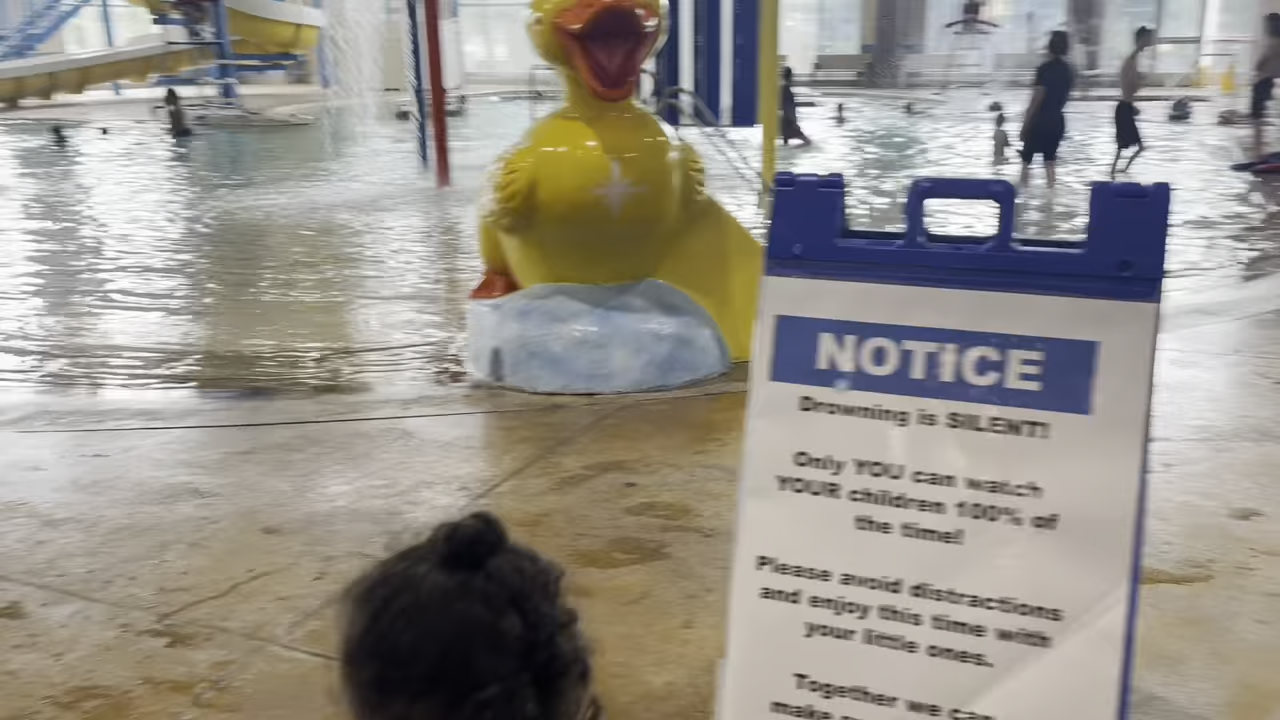 NOTICE
Drowning is SILENT!
Only YOU can watch
YOUR children 100% of
the time!
Please avoid distractions
and enjoy this time with
your little ones.
Together we can
make